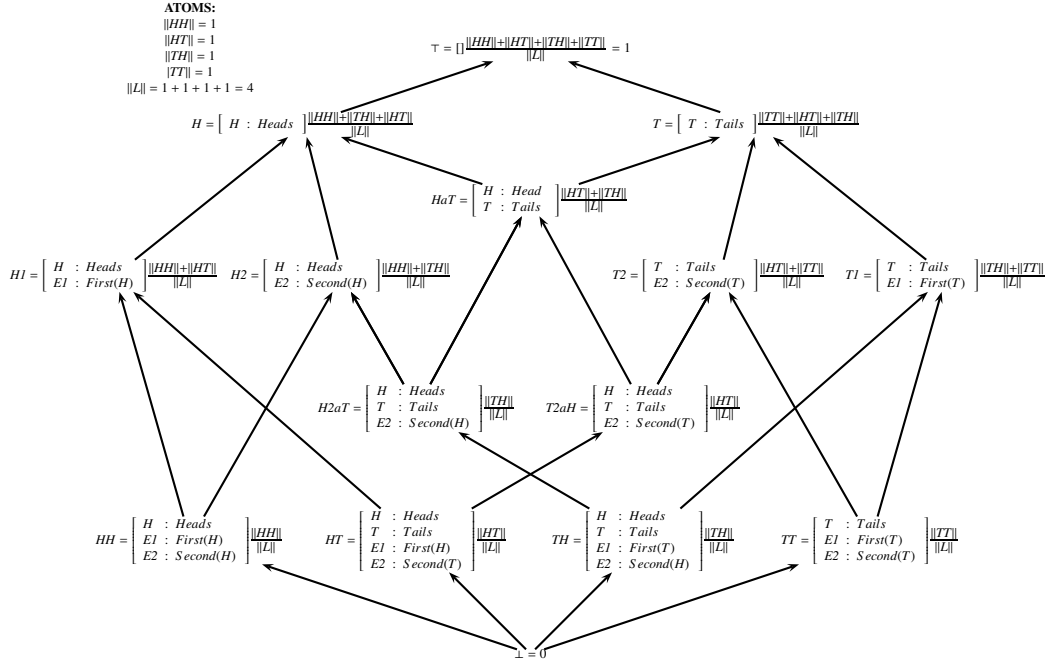 ATOMS:
||HH|| = 1
||HT|| = 1
||TH|| = 1
|TT|| = 1
||L|| = 1 + 1 + 1 + 1 = 4
⊤ = [] ||HH||+||HT||+||TH||+||TT|| / ||L|| = 1
H = [ H : Heads ] ||HH||+||TH||+||HT|| / ||L||
T = [ T : Tails ] ||TT||+||HT||+||TH|| / ||L||
HaT = [ H : Head
T : Tails ] ||HT||+||TH|| / ||L||
H1 = [ H : Heads
E1 : First(H) ] ||HH||+||HT|| / ||L||
H2 = [ H : Heads
E2 : Second(H) ] ||HH||+||TH|| / ||L||
T2 = [ T : Tails
E2 : Second(T) ] ||HT||+||TT|| / ||L||
T1 = [ T : Tails
E1 : First(T) ] ||TH||+||TT|| / ||L||
H2aT = [ H : Heads
T : Tails
E2 : Second(H) ] ||TH|| / ||L||
T2aH = [ H : Heads
T : Tails
E2 : Second(T) ] ||HT|| / ||L||
HH = [ H : Heads
E1 : First(H)
E2 : Second(H) ] ||HH|| / ||L||
HT = [ H : Heads
T : Tails
E1 : First(H)
E2 : Second(T) ] ||HT|| / ||L||
TH = [ H : Heads
T : Tails
E1 : First(T)
E2 : Second(H) ] ||TH|| / ||L||
TT = [ T : Tails
E1 : First(T)
E2 : Second(T) ] ||TT|| / ||L||
⊥ = 0